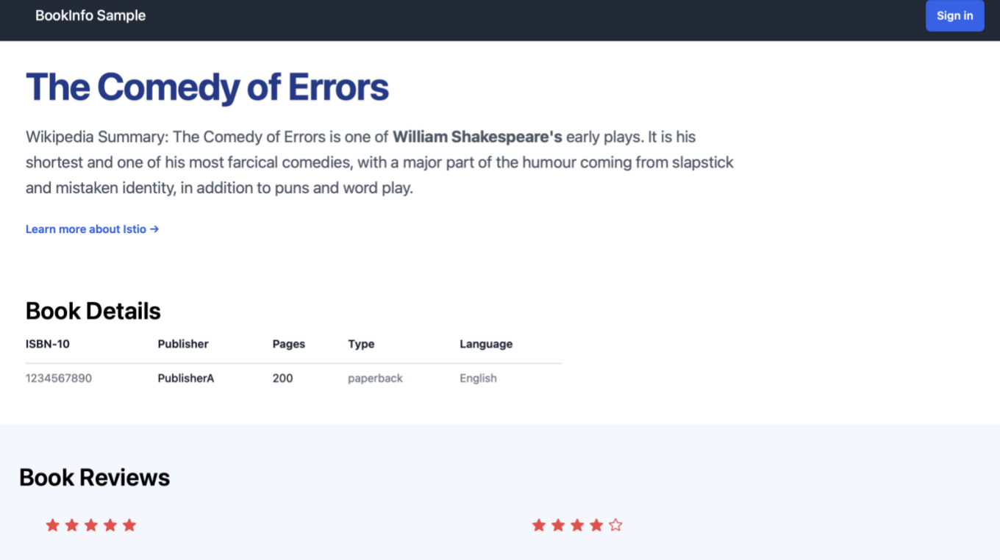 BookInfo Sample
Sign in
The Comedy of Errors
Wikipedia Summary: The Comedy of Errors is one of William Shakespeare's early plays. It is his
shortest and one of his most farcical comedies, with a major part of the humour coming from slapstick
and mistaken identity, in addition to puns and word play.
Learn more about Istio →
Book Details
ISBN-10 Publisher Pages Type Language
1234567890 PublisherA 200 paperback English
Book Reviews